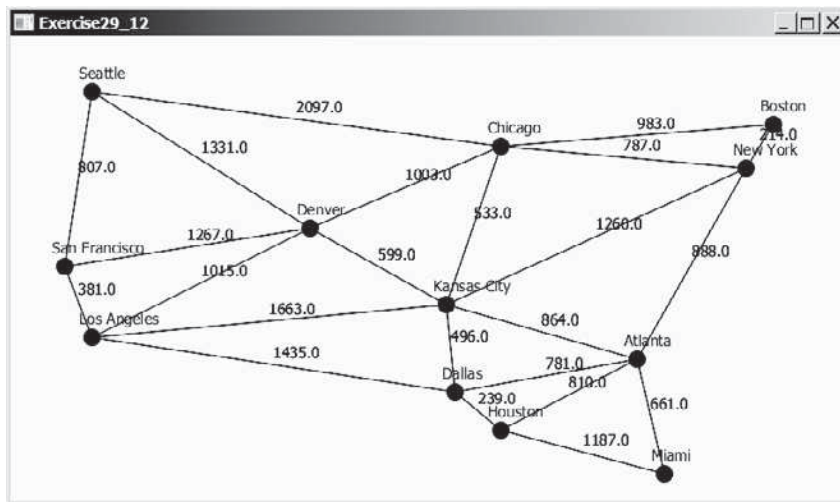 Exercise29_12
Seattle
2097.0
Boston
Chicago
983.0
214.0
1331.0
787.0
New York
807.0
1003.0
Denver
533.0
1260.0
1267.0
San Francisco
599.0
888.0
1015.0
381.0
Kansas City
Los Angeles
1663.0
864.0
496.0
Atlanta
1435.0
781.0
Dallas
810.0
239.0
Houston
661.0
1187.0
Miami